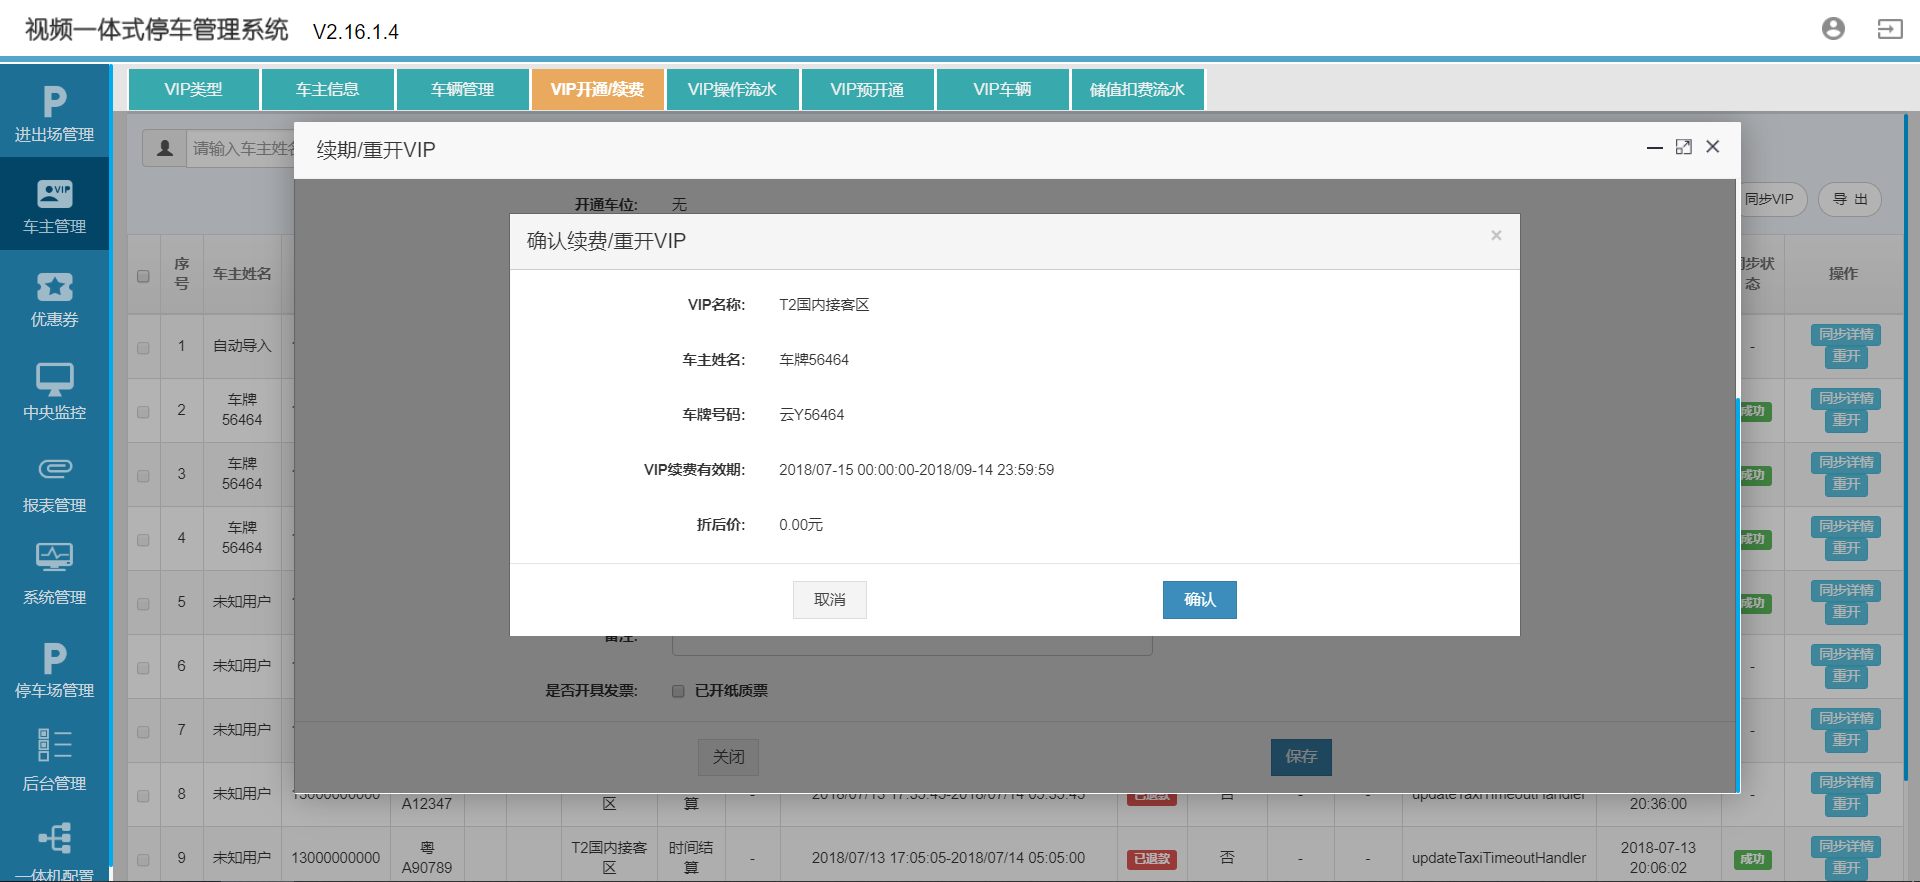 视频一体式停车管理系统 V2.16.1.4
VIP类型 车主信息 车辆管理 VIP开通/续费 VIP操作流水 VIP预开通 VIP车辆 储值扣费流水
进出场管理
车主管理
优惠券
中央监控
报表管理
系统管理
停车场管理
后台管理
一体机配置
请输入车主姓名
同步VIP 导 出
续期/重开VIP
开通车位: 无
确认续费/重开VIP
VIP名称: T2国内接客区
车主姓名: 车牌56464
车牌号码: 云Y56464
VIP续费有效期: 2018/07-15 00:00:00-2018/09-14 23:59:59
折后价: 0.00元
取消 确认
备注:
是否开具发票: 已开纸质票
关闭 保存
序号 车主姓名 步状态 操作
1 自动导入 - 同步详情 重开
2 车牌56464 成功 同步详情 重开
3 车牌56464 成功 同步详情 重开
4 车牌56464 成功 同步详情 重开
5 未知用户 成功 同步详情 重开
6 未知用户 - 同步详情 重开
7 未知用户 - 同步详情 重开
8 未知用户 13000000000 A12347 区 算 - 2018/07/13 17:35:45-2018/07/14 05:35:45 已退款 否 - - updateTaxiTimeoutHandler 20:36:00 - 同步详情 重开
9 未知用户 13000000000 粤A90789 T2国内接客区 时间结算 - 2018/07/13 17:05:05-2018/07/14 05:05:00 已退款 否 - - updateTaxiTimeoutHandler 2018-07-13 20:06:02 成功 同步详情 重开